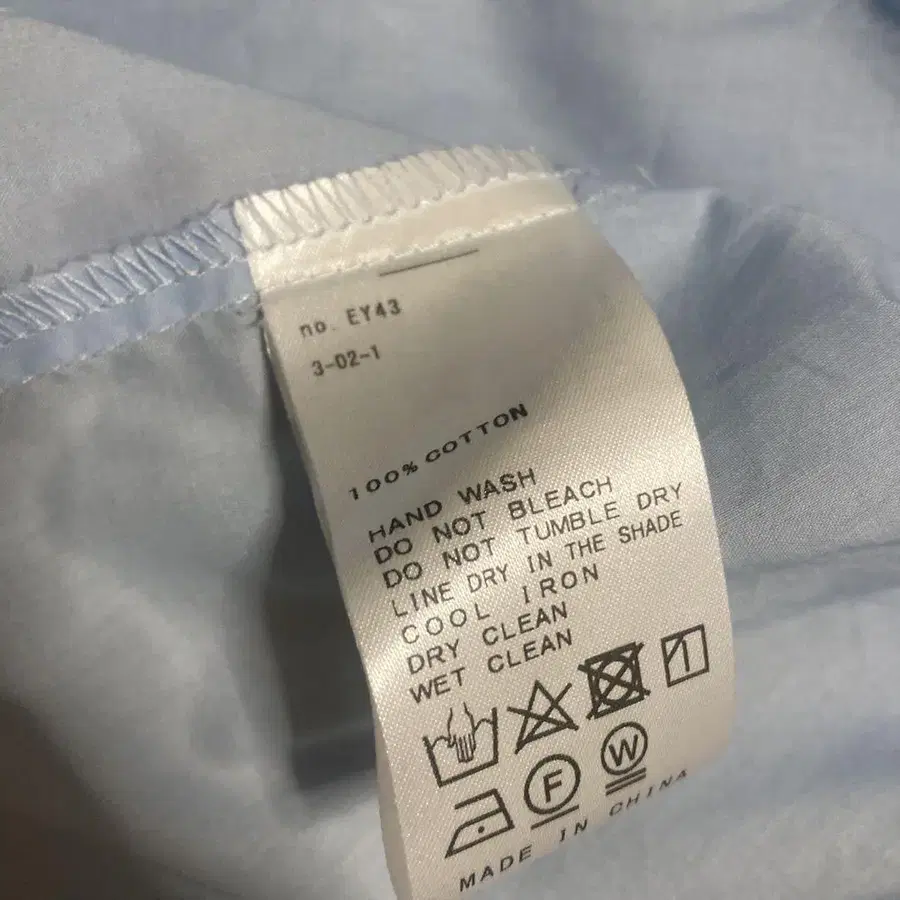 no. EY43
3-02-1
100% COTTON
HAND WASH
DO NOT BLEACH
DO NOT TUMBLE DRY
LINE DRY IN THE SHADE
COOL IRON
DRY CLEAN
WET CLEAN
F W
MADE IN CHINA